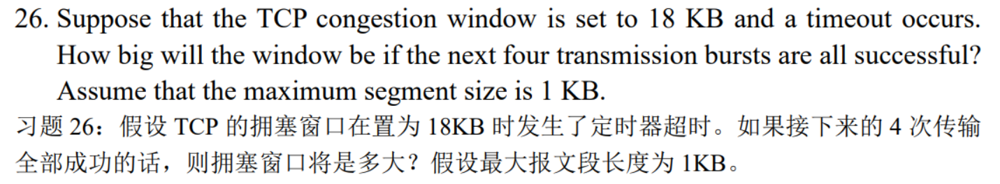 26. Suppose that the TCP congestion window is set to 18 KB and a timeout occurs.
How big will the window be if the next four transmission bursts are all successful?
Assume that the maximum segment size is 1 KB.
习题 26：假设 TCP 的拥塞窗口在置为 18KB 时发生了定时器超时。如果接下来的 4 次传输
全部成功的话，则拥塞窗口将是多大？假设最大报文段长度为 1KB。